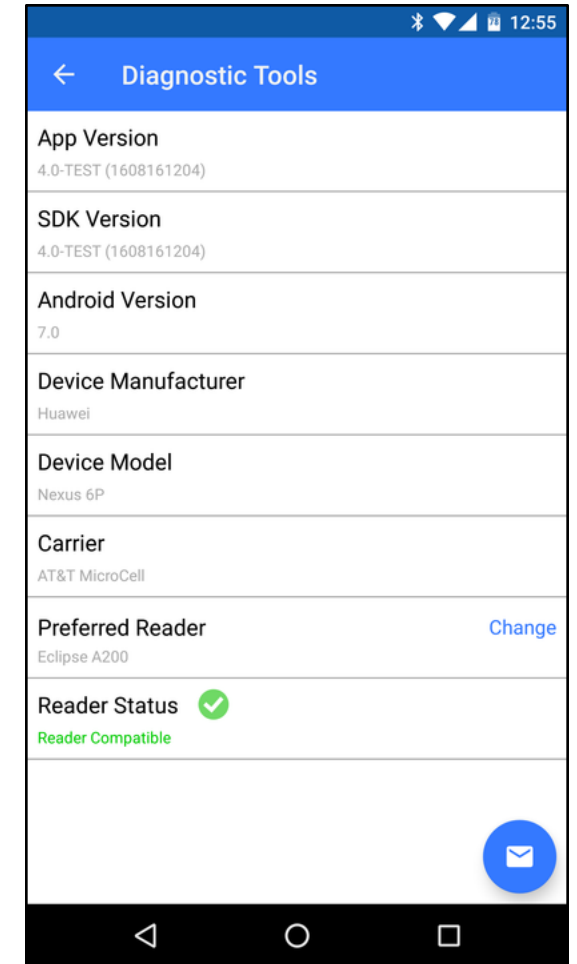 78 12:55
Diagnostic Tools
App Version
4.0-TEST (1608161204)
SDK Version
4.0-TEST (1608161204)
Android Version
7.0
Device Manufacturer
Huawei
Device Model
Nexus 6P
Carrier
AT&T MicroCell
Preferred Reader Change
Eclipse A200
Reader Status
Reader Compatible